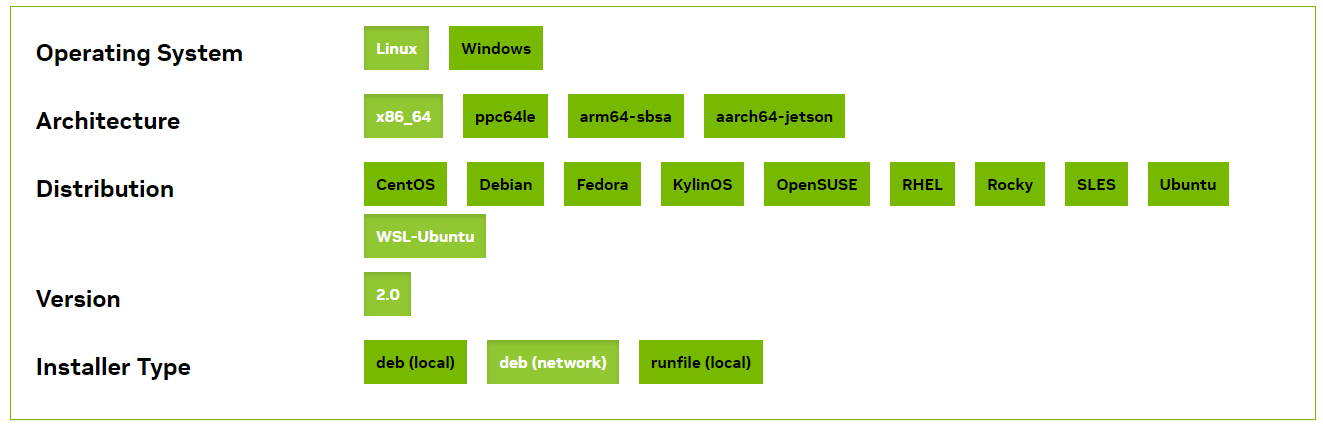 Operating System Linux Windows
Architecture x86_64 ppc64le arm64-sbsa aarch64-jetson
Distribution CentOS Debian Fedora KylinOS OpenSUSE RHEL Rocky SLES Ubuntu
WSL-Ubuntu
Version 2.0
Installer Type deb (local) deb (network) runfile (local)